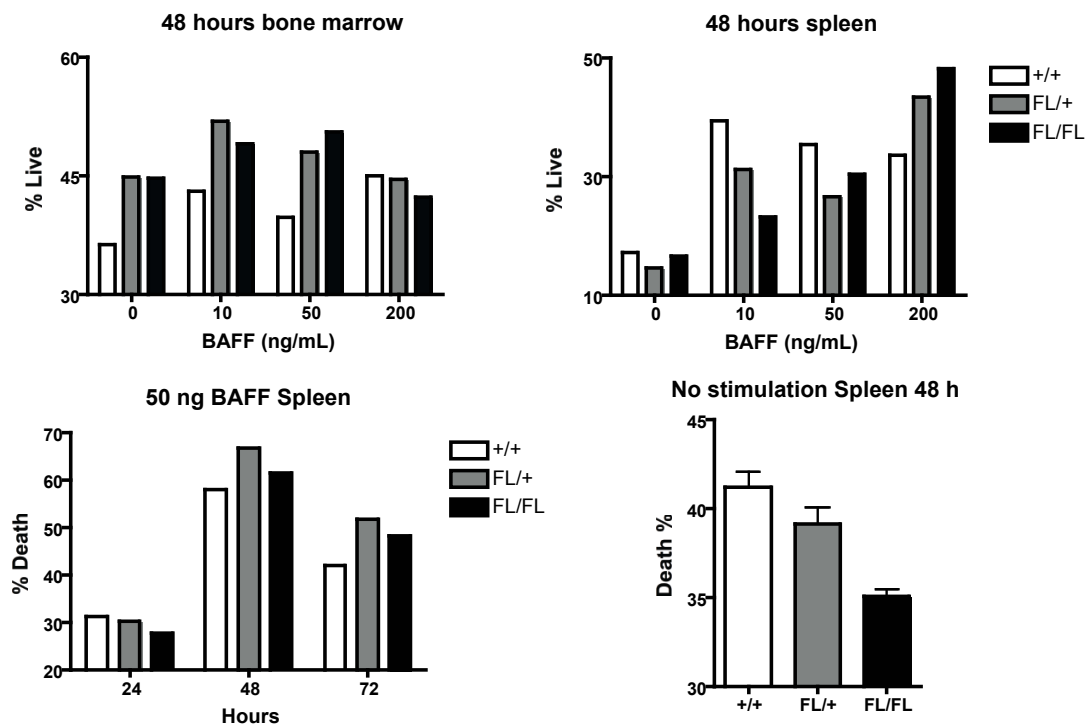 48 hours bone marrow
60
45
30
% Live
0 10 50 200
BAFF (ng/mL)
48 hours spleen
50
30
10
% Live
0 10 50 200
BAFF (ng/mL)
+/+
FL/+
FL/FL
50 ng BAFF Spleen
70
60
50
40
30
20
% Death
24 48 72
Hours
+/+
FL/+
FL/FL
No stimulation Spleen 48 h
45
40
35
30
Death %
+/+ FL/+ FL/FL